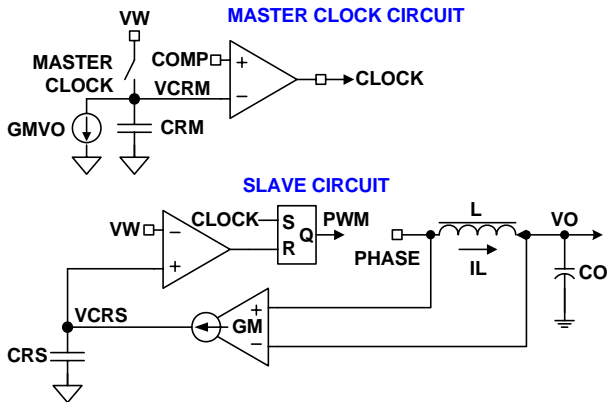 MASTER CLOCK CIRCUIT
VW
MASTER
CLOCK
COMP
+
−
CLOCK
VCRM
GMVO
CRM
SLAVE CIRCUIT
CLOCK
S
R
Q
PWM
VW
−
+
L
VO
PHASE
IL
CO
VCRS
GM
+
−
CRS